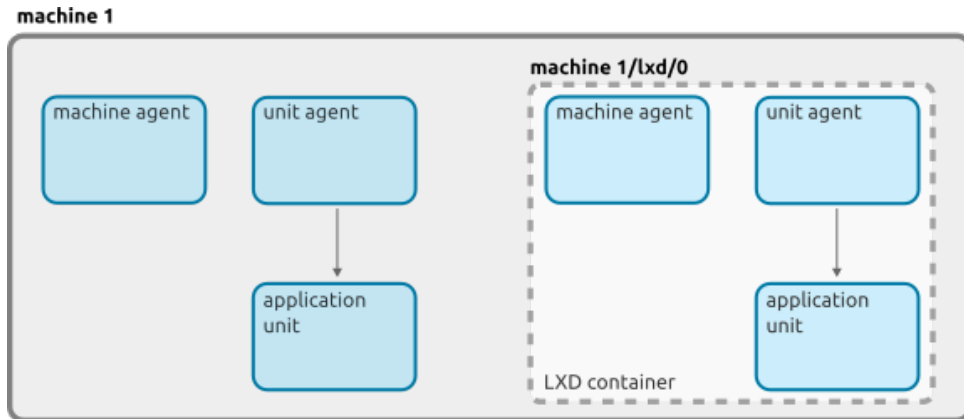 machine 1
machine 1/lxd/0
machine agent
unit agent
machine agent
unit agent
application
unit
application
unit
LXD container